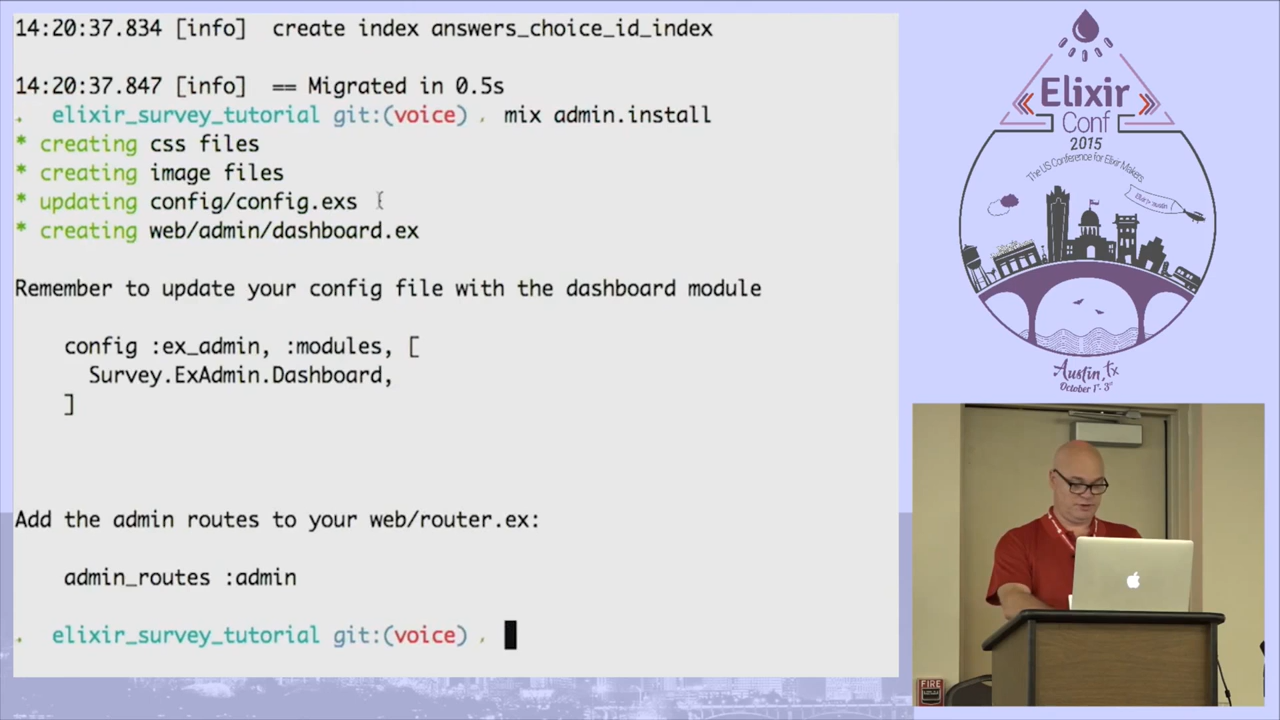 14:20:37.834 [info]  create index answers_choice_id_index
14:20:37.847 [info]  == Migrated in 0.5s
elixir_survey_tutorial git:(voice)  mix admin.install
* creating css files
* creating image files
* updating config/config.exs
* creating web/admin/dashboard.ex
Remember to update your config file with the dashboard module
config :ex_admin, :modules, [
Survey.ExAdmin.Dashboard,
]
Add the admin routes to your web/router.ex:
admin_routes :admin
elixir_survey_tutorial git:(voice)
Elixir
Conf
2015
The US Conference for Elixir Makers
Austin, TX
October 1st - 3rd
FIRE